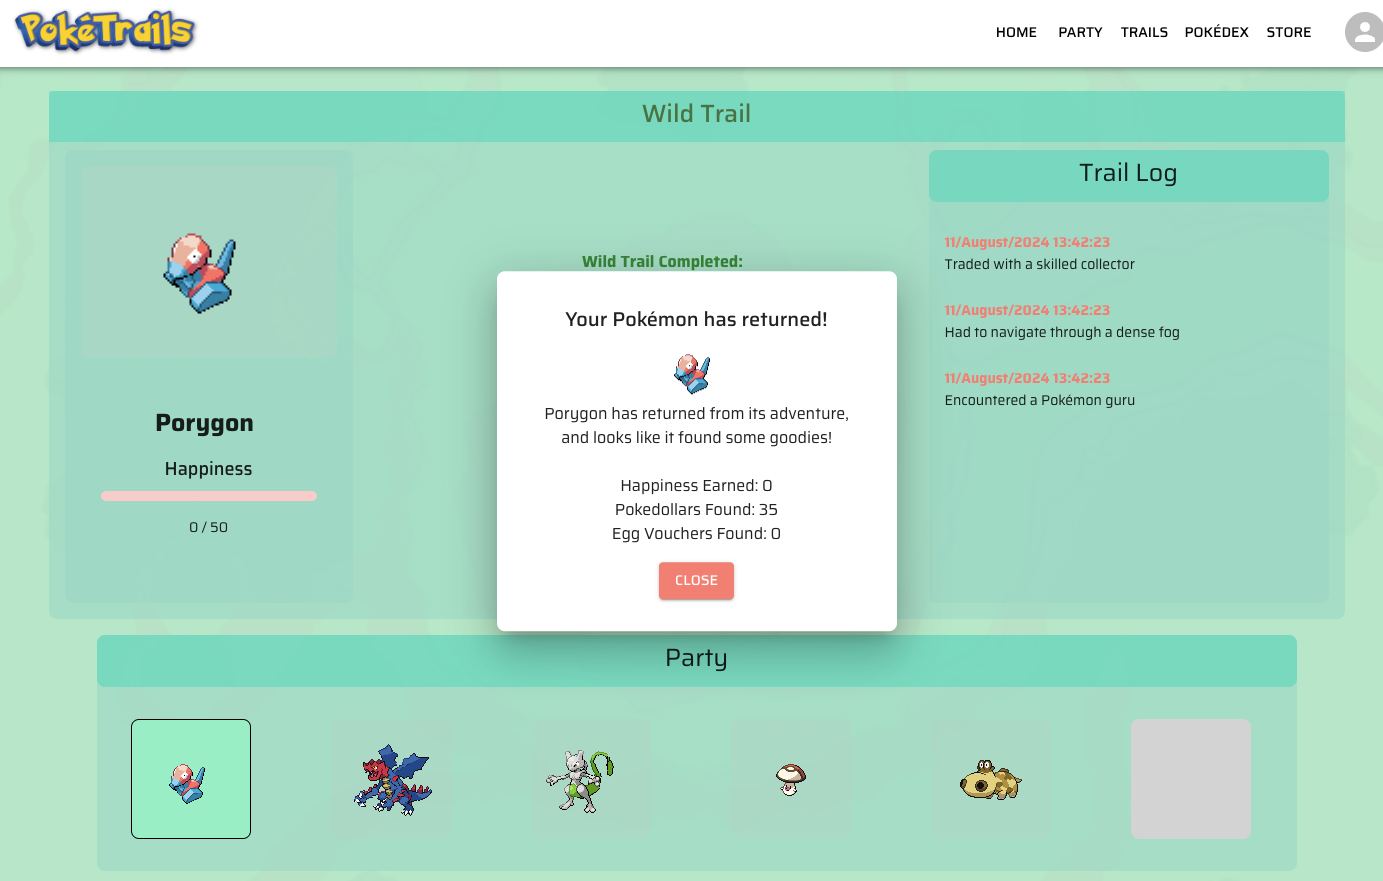 PokéTrails
HOME
PARTY
TRAILS
POKÉDEX
STORE
Wild Trail
Porygon
Happiness
0 / 50
Wild Trail Completed:
Your Pokémon has returned!
Porygon has returned from its adventure,
and looks like it found some goodies!
Happiness Earned: 0
Pokedollars Found: 35
Egg Vouchers Found: 0
CLOSE
Trail Log
11/August/2024 13:42:23
Traded with a skilled collector
11/August/2024 13:42:23
Had to navigate through a dense fog
11/August/2024 13:42:23
Encountered a Pokémon guru
Party